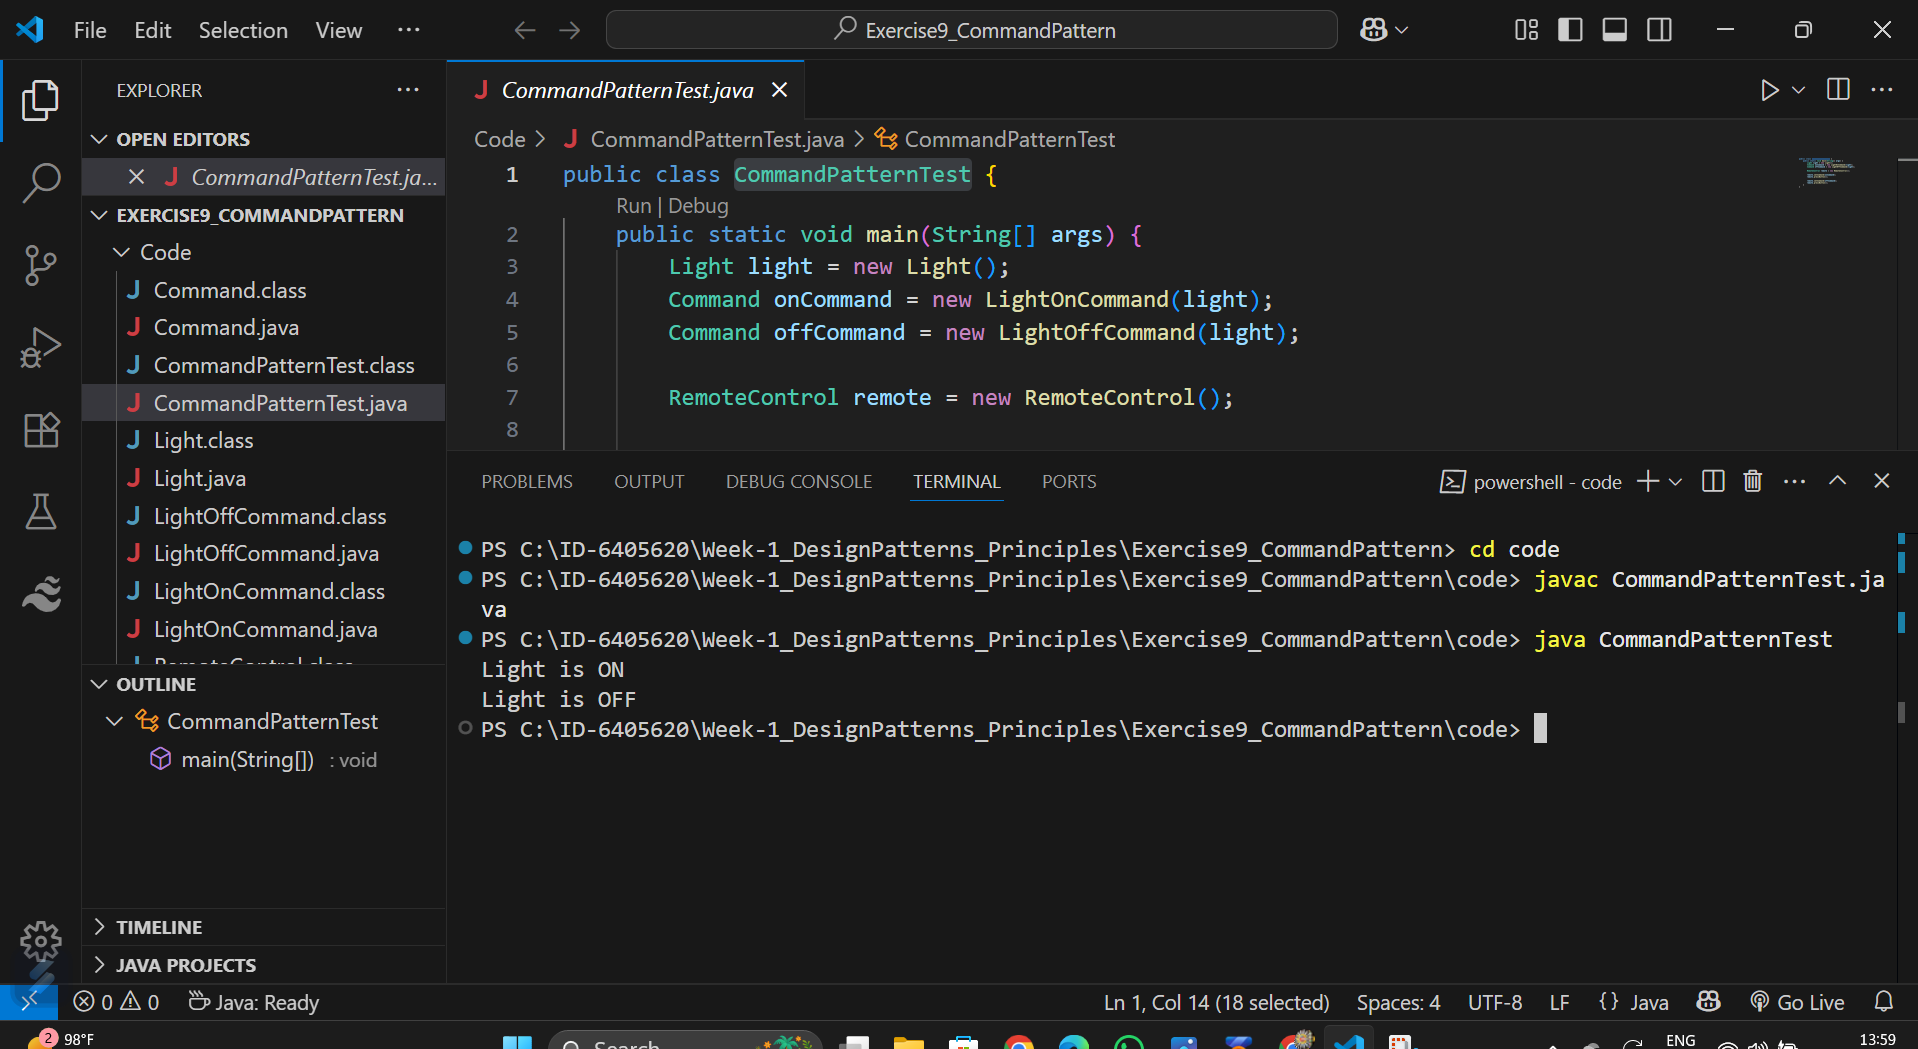 File Edit Selection View ···
Exercise9_CommandPattern
EXPLORER ···
OPEN EDITORS
CommandPatternTest.ja...
EXERCISE9_COMMANDPATTERN
Code
Command.class
Command.java
CommandPatternTest.class
CommandPatternTest.java
Light.class
Light.java
LightOffCommand.class
LightOffCommand.java
LightOnCommand.class
LightOnCommand.java
RemoteControl.class
OUTLINE
CommandPatternTest
main(String[]) : void
TIMELINE
JAVA PROJECTS
CommandPatternTest.java
Code > CommandPatternTest.java > CommandPatternTest
1 public class CommandPatternTest {
Run | Debug
2 public static void main(String[] args) {
3 Light light = new Light();
4 Command onCommand = new LightOnCommand(light);
5 Command offCommand = new LightOffCommand(light);
6
7 RemoteControl remote = new RemoteControl();
8
PROBLEMS OUTPUT DEBUG CONSOLE TERMINAL PORTS
powershell - code
PS C:\ID-6405620\Week-1_DesignPatterns_Principles\Exercise9_CommandPattern> cd code
PS C:\ID-6405620\Week-1_DesignPatterns_Principles\Exercise9_CommandPattern\code> javac CommandPatternTest.ja
va
PS C:\ID-6405620\Week-1_DesignPatterns_Principles\Exercise9_CommandPattern\code> java CommandPatternTest
Light is ON
Light is OFF
PS C:\ID-6405620\Week-1_DesignPatterns_Principles\Exercise9_CommandPattern\code>
0 0 Java: Ready
Ln 1, Col 14 (18 selected) Spaces: 4 UTF-8 LF {} Java Go Live
2 98°F
Search
ENG
13:59